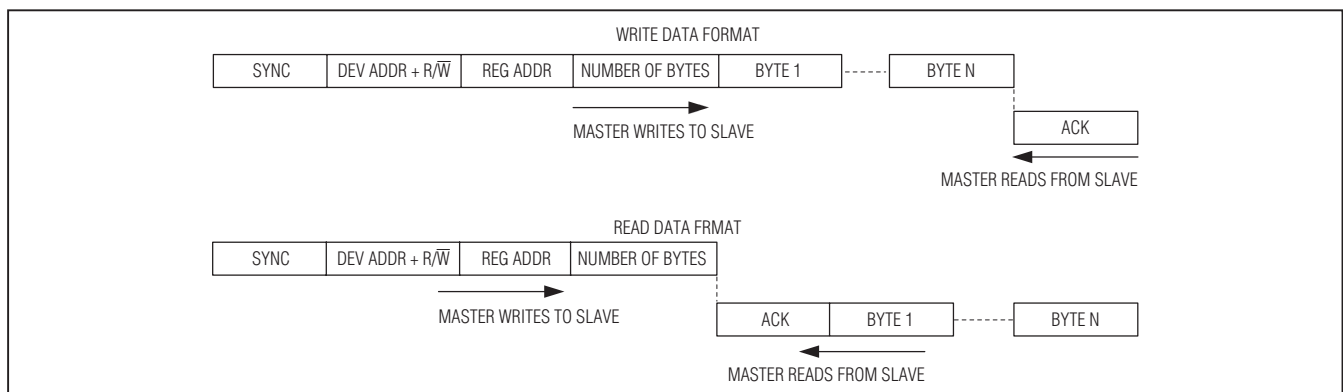 WRITE DATA FORMAT
SYNC DEV ADDR + R/W̅ REG ADDR NUMBER OF BYTES BYTE 1 BYTE N
MASTER WRITES TO SLAVE
ACK
MASTER READS FROM SLAVE
READ DATA FRMAT
SYNC DEV ADDR + R/W̅ REG ADDR NUMBER OF BYTES
MASTER WRITES TO SLAVE
ACK BYTE 1 BYTE N
MASTER READS FROM SLAVE